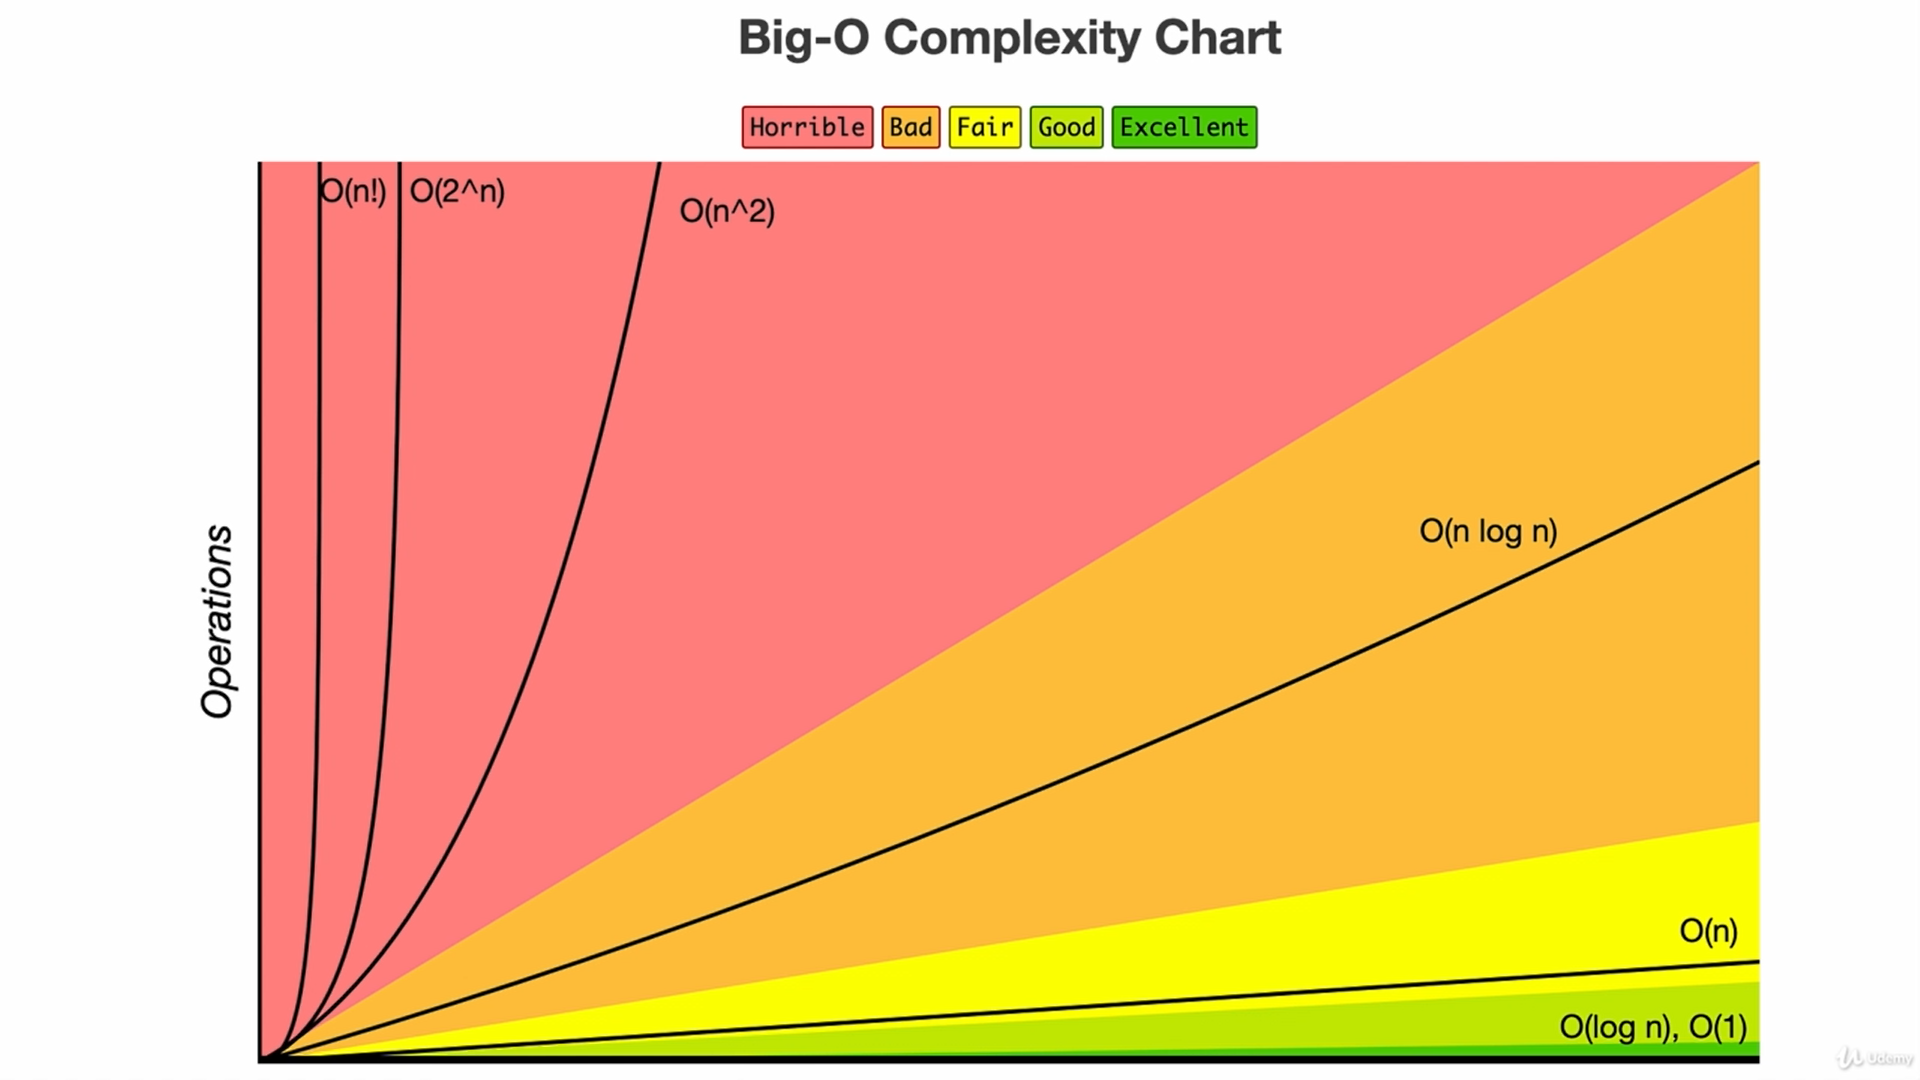 Big-O Complexity Chart
Horrible Bad Fair Good Excellent
O(n!) O(2^n)
O(n^2)
O(n log n)
Operations
O(n)
O(log n), O(1)
Udemy